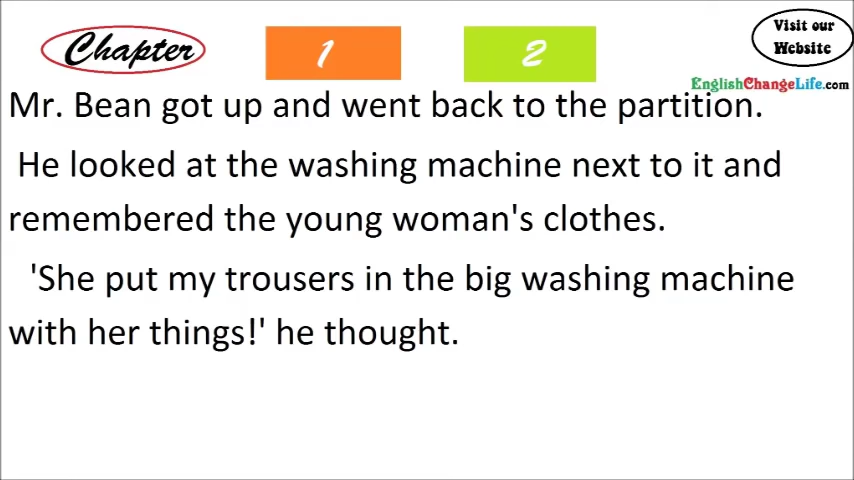 Chapter 1 2
Visit our
Website
EnglishChangeLife.com
Mr. Bean got up and went back to the partition.
He looked at the washing machine next to it and
remembered the young woman's clothes.
'She put my trousers in the big washing machine
with her things!' he thought.